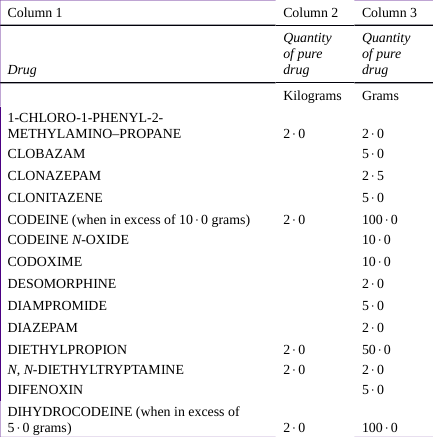 Column 1 Column 2 Column 3
Drug Quantity of pure drug Quantity of pure drug
Kilograms Grams
1-CHLORO-1-PHENYL-2-
METHYLAMINO–PROPANE 2·0 2·0
CLOBAZAM 5·0
CLONAZEPAM 2·5
CLONITAZENE 5·0
CODEINE (when in excess of 10·0 grams) 2·0 100·0
CODEINE N-OXIDE 10·0
CODOXIME 10·0
DESOMORPHINE 2·0
DIAMPROMIDE 5·0
DIAZEPAM 2·0
DIETHYLPROPION 2·0 50·0
N, N-DIETHYLTRYPTAMINE 2·0 2·0
DIFENOXIN 5·0
DIHYDROCODEINE (when in excess of
5·0 grams) 2·0 100·0